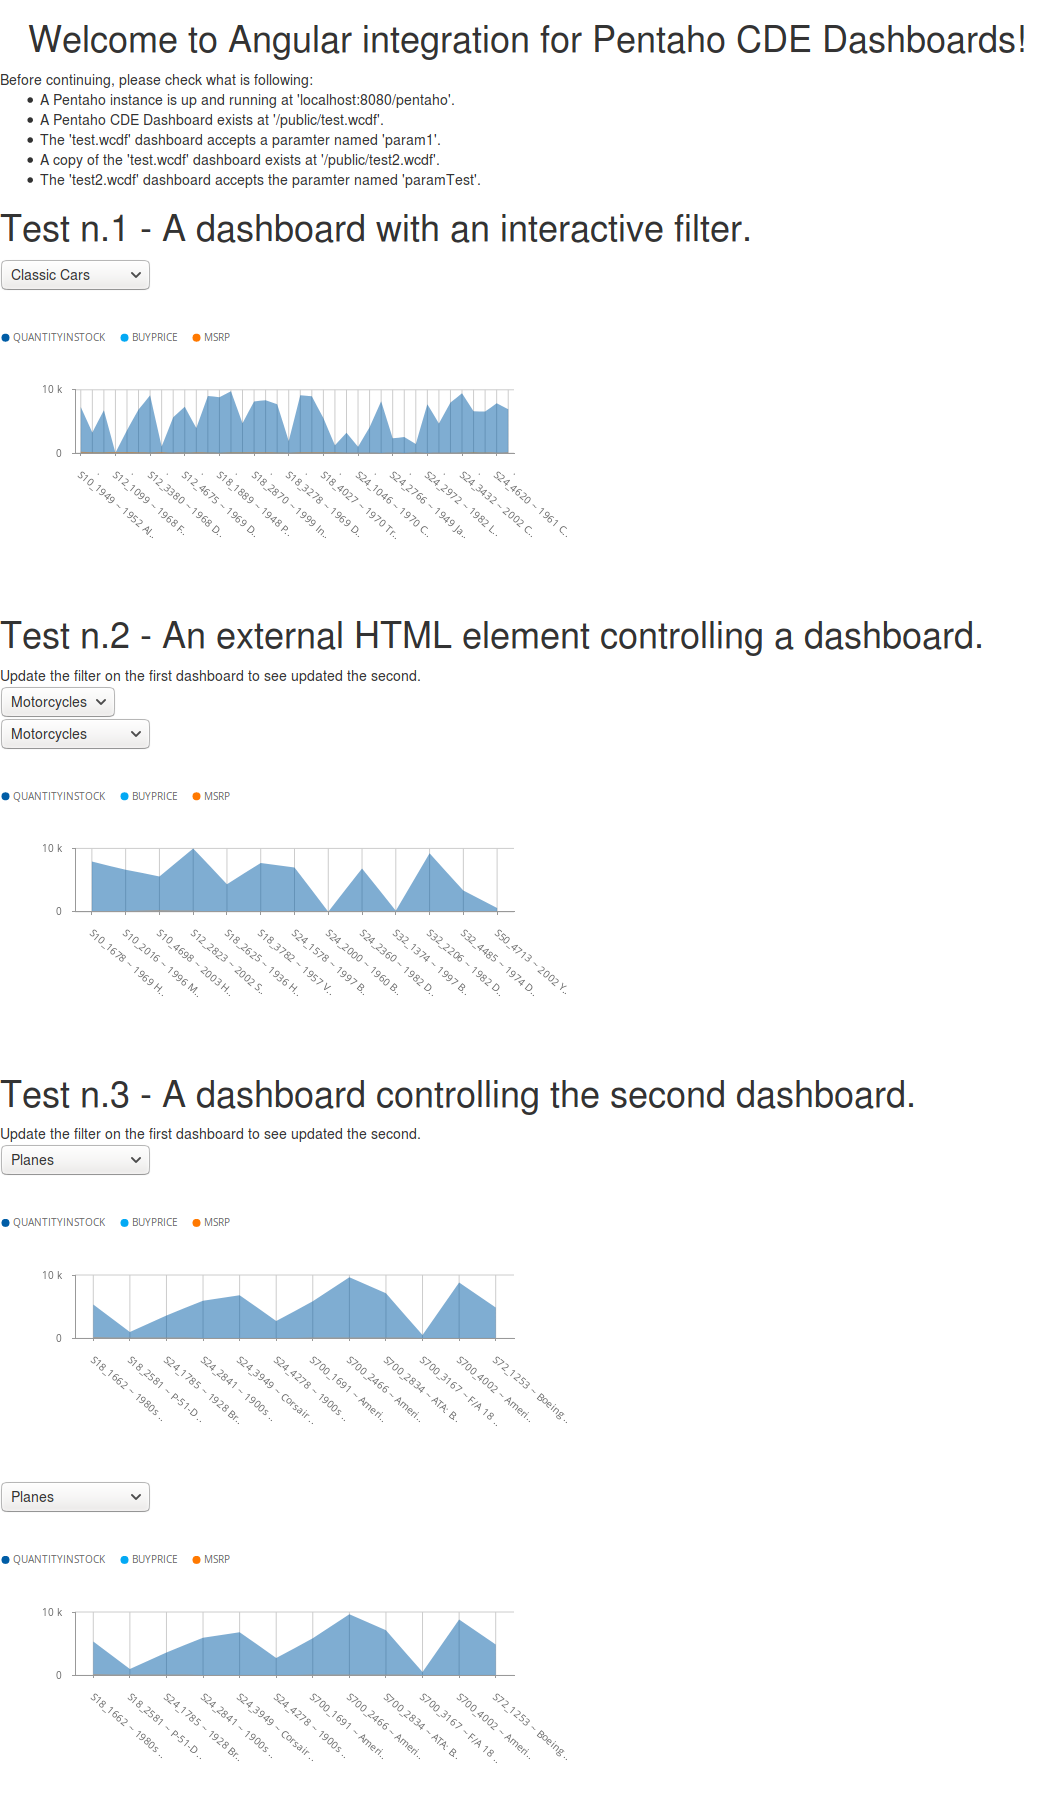 Welcome to Angular integration for Pentaho CDE Dashboards!
Before continuing, please check what is following:
• A Pentaho instance is up and running at 'localhost:8080/pentaho'.
• A Pentaho CDE Dashboard exists at '/public/test.wcdf'.
• The 'test.wcdf' dashboard accepts a paramter named 'param1'.
• A copy of the 'test.wcdf' dashboard exists at '/public/test2.wcdf'.
• The 'test2.wcdf' dashboard accepts the paramter named 'paramTest'.
Test n.1 - A dashboard with an interactive filter.
Classic Cars
QUANTITYINSTOCK BUYPRICE MSRP
10 k
0
S10_1949 ~ 1952 Al..
S12_1099 ~ 1968 F..
S12_3380 ~ 1968 D..
S12_4675 ~ 1969 D..
S18_1889 ~ 1948 P..
S18_2870 ~ 1999 In..
S18_3278 ~ 1969 D..
S18_4027 ~ 1970 Tr..
S24_1046 ~ 1970 C..
S24_2766 ~ 1949 Ja..
S24_2972 ~ 1982 L..
S24_3432 ~ 2002 C..
S24_4620 ~ 1961 C..
Test n.2 - An external HTML element controlling a dashboard.
Update the filter on the first dashboard to see updated the second.
Motorcycles
Motorcycles
QUANTITYINSTOCK BUYPRICE MSRP
10 k
0
S10_1678 ~ 1969 H..
S10_2016 ~ 1996 M..
S10_4698 ~ 2003 H..
S12_2823 ~ 2002 S..
S18_2625 ~ 1936 H..
S18_3782 ~ 1957 V..
S24_1578 ~ 1997 B..
S24_2000 ~ 1960 B..
S24_2360 ~ 1982 D..
S32_1374 ~ 1997 B..
S32_2206 ~ 1982 D..
S32_4485 ~ 1974 D..
S50_4713 ~ 2002 Y..
Test n.3 - A dashboard controlling the second dashboard.
Update the filter on the first dashboard to see updated the second.
Planes
QUANTITYINSTOCK BUYPRICE MSRP
10 k
0
S18_1662 ~ 1980s ..
S18_2581 ~ P-51-D..
S24_1785 ~ 1928 Br..
S24_2841 ~ 1900s ..
S24_3949 ~ Corsair ..
S24_4278 ~ 1900s ..
S700_1691 ~ Ameri..
S700_2466 ~ Ameri..
S700_2834 ~ ATA: B..
S700_3167 ~ F/A 18 ..
S700_4002 ~ Ameri..
S72_1253 ~ Boeing..
Planes
QUANTITYINSTOCK BUYPRICE MSRP
10 k
0
S18_1662 ~ 1980s ..
S18_2581 ~ P-51-D..
S24_1785 ~ 1928 Br..
S24_2841 ~ 1900s ..
S24_3949 ~ Corsair ..
S24_4278 ~ 1900s ..
S700_1691 ~ Ameri..
S700_2466 ~ Ameri..
S700_2834 ~ ATA: B..
S700_3167 ~ F/A 18 ..
S700_4002 ~ Ameri..
S72_1253 ~ Boeing..